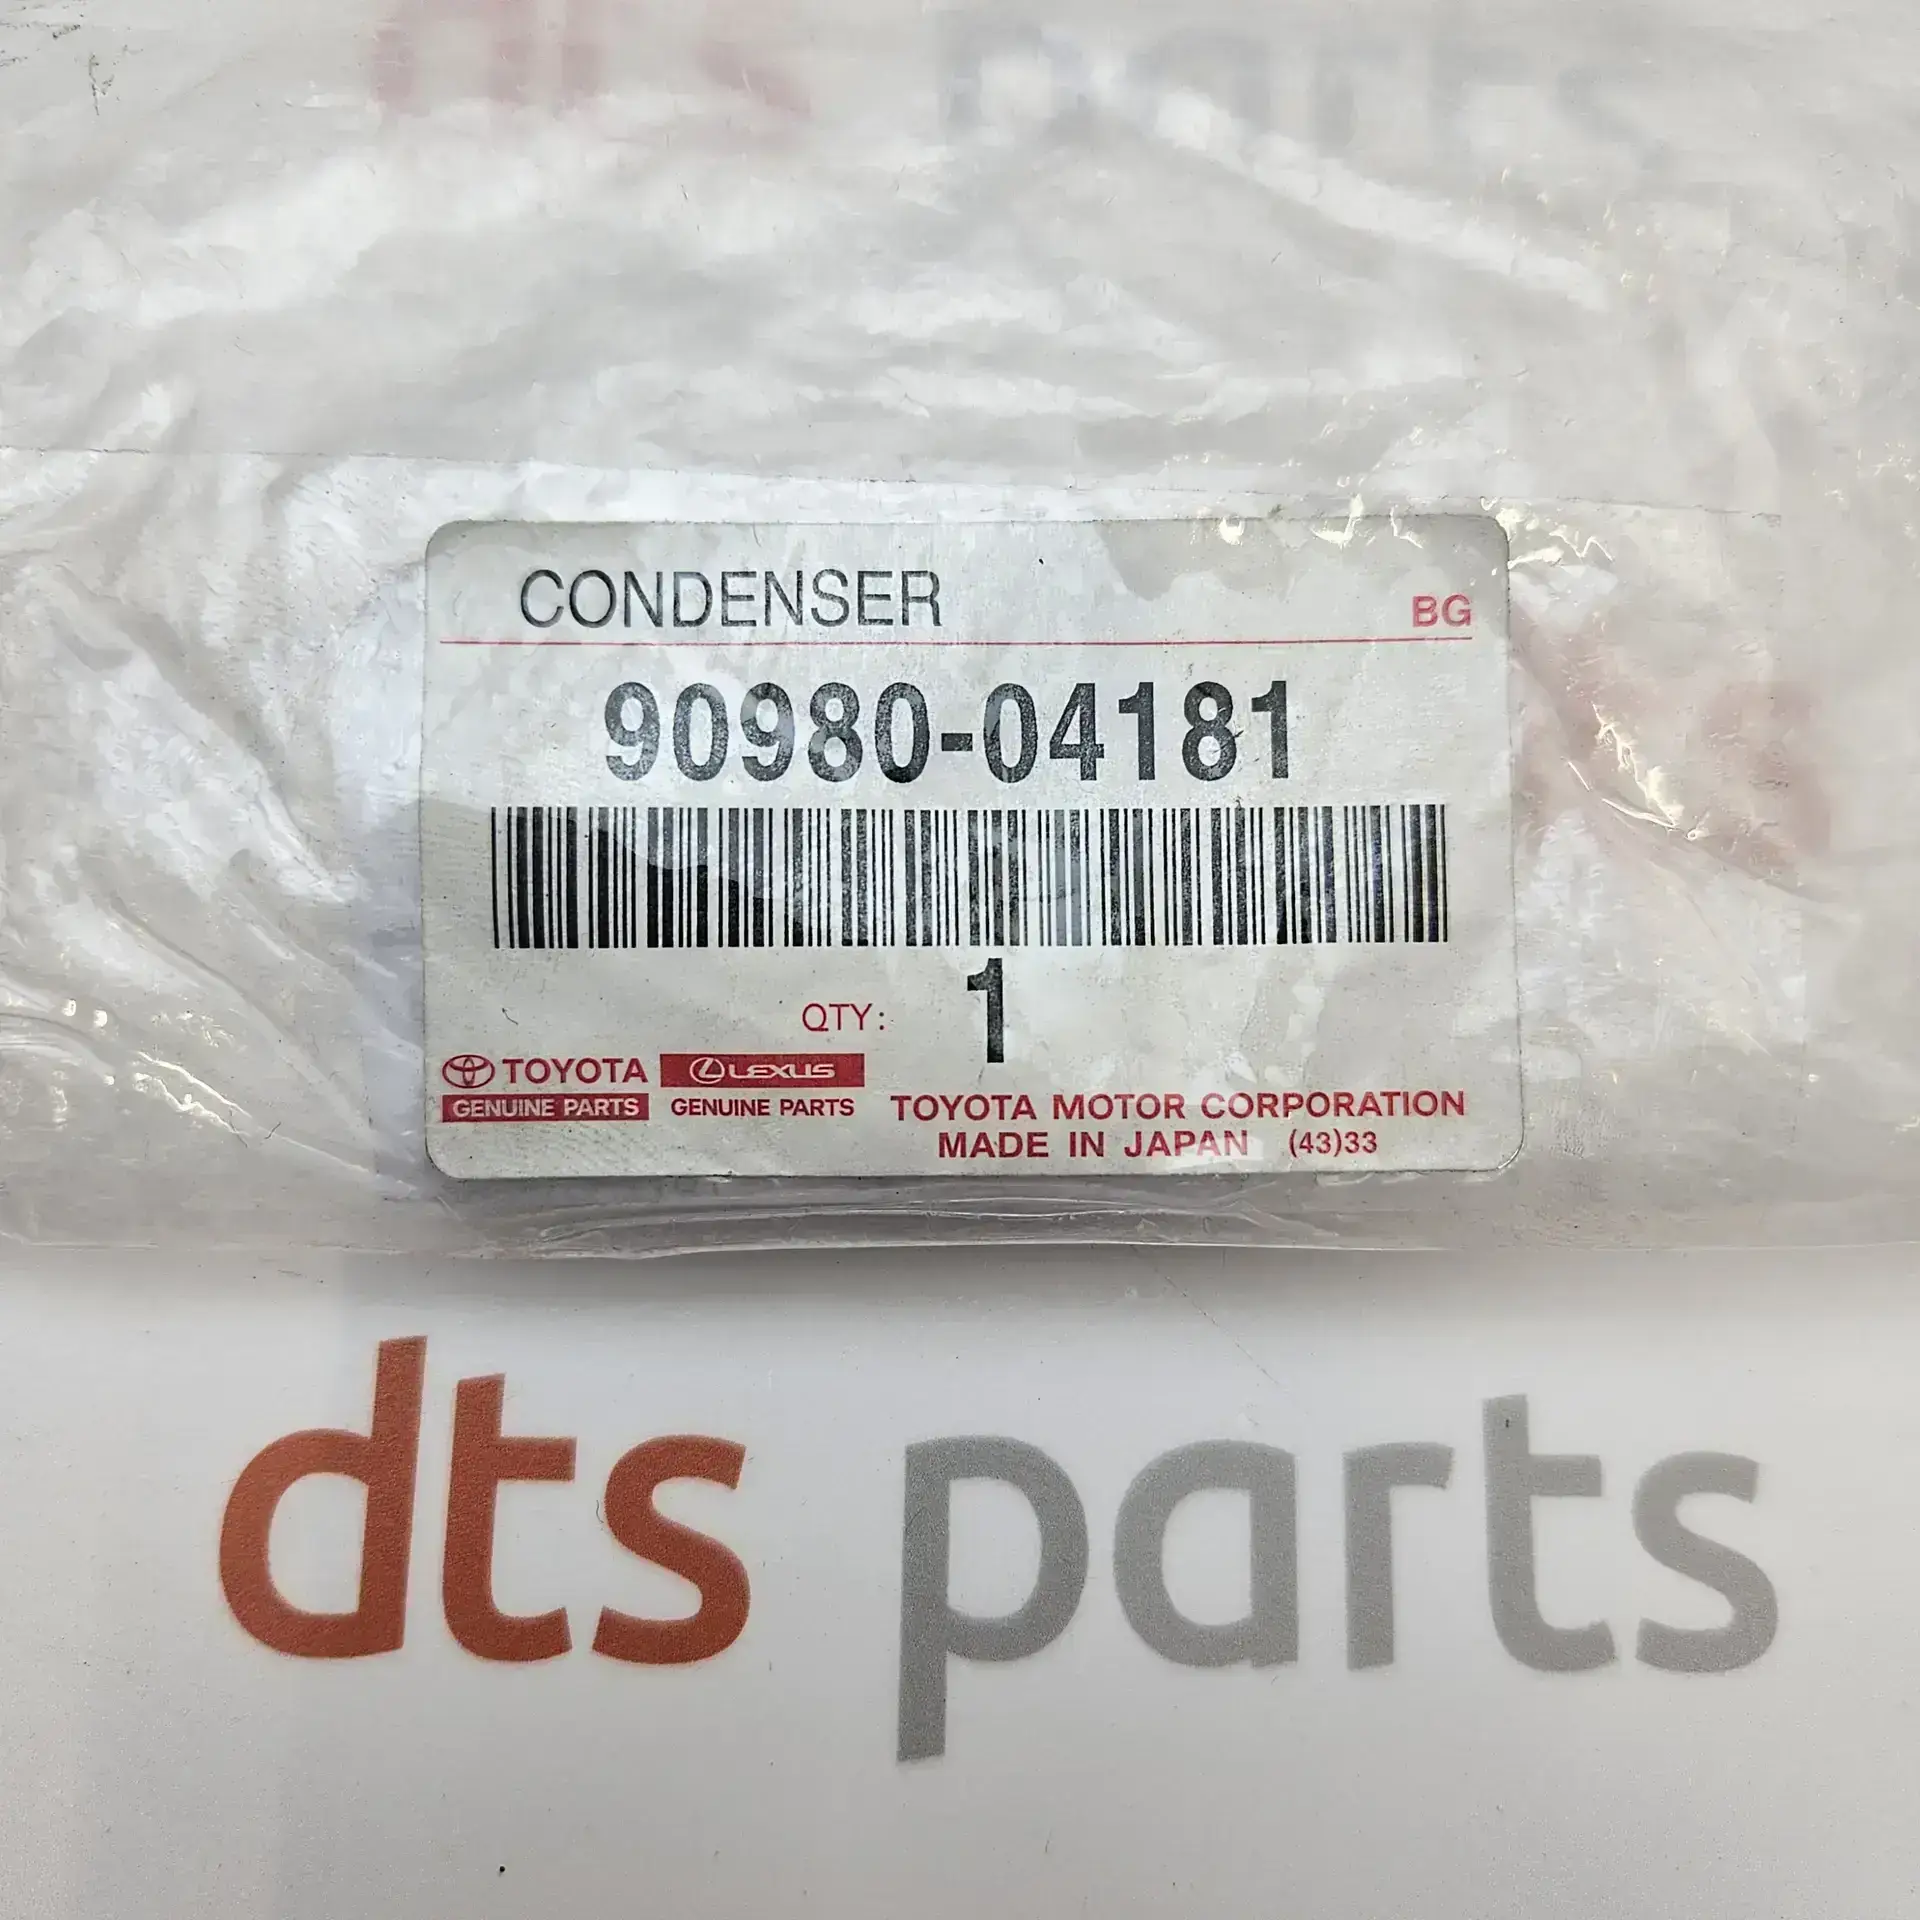 CONDENSER
BG
90980-04181
QTY: 1
TOYOTA LEXUS
GENUINE PARTS GENUINE PARTS
TOYOTA MOTOR CORPORATION
MADE IN JAPAN (43)33
dts parts